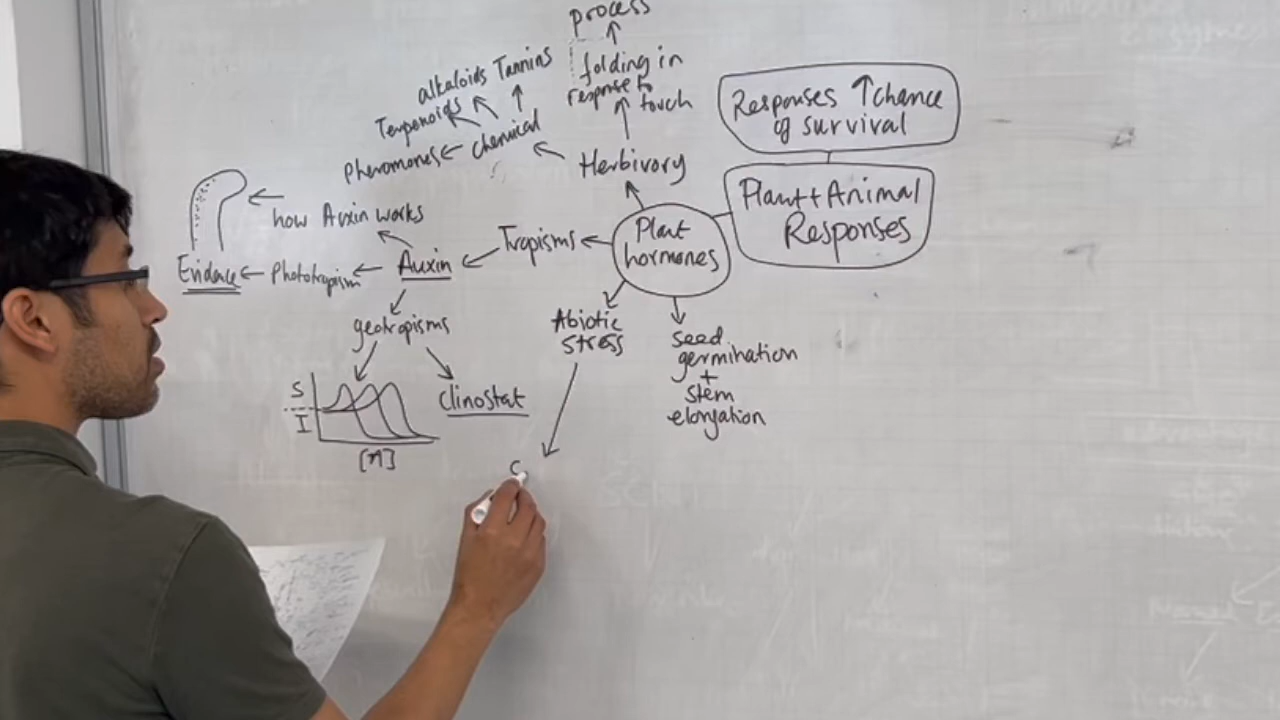 process
folding in
response to
touch
alkaloids Tannins
Terpenoids
Pheromones ← chemical
Herbivory
Responses ↑ chance
of survival
Plant + Animal
Responses
Plant
hormones
Tropisms
how Auxin works
Auxin
Phototropism
Evidace
geotropisms
clinostat
S
I
[A]
Abiotic
stress
seed
germination
+
stem
elongation
C